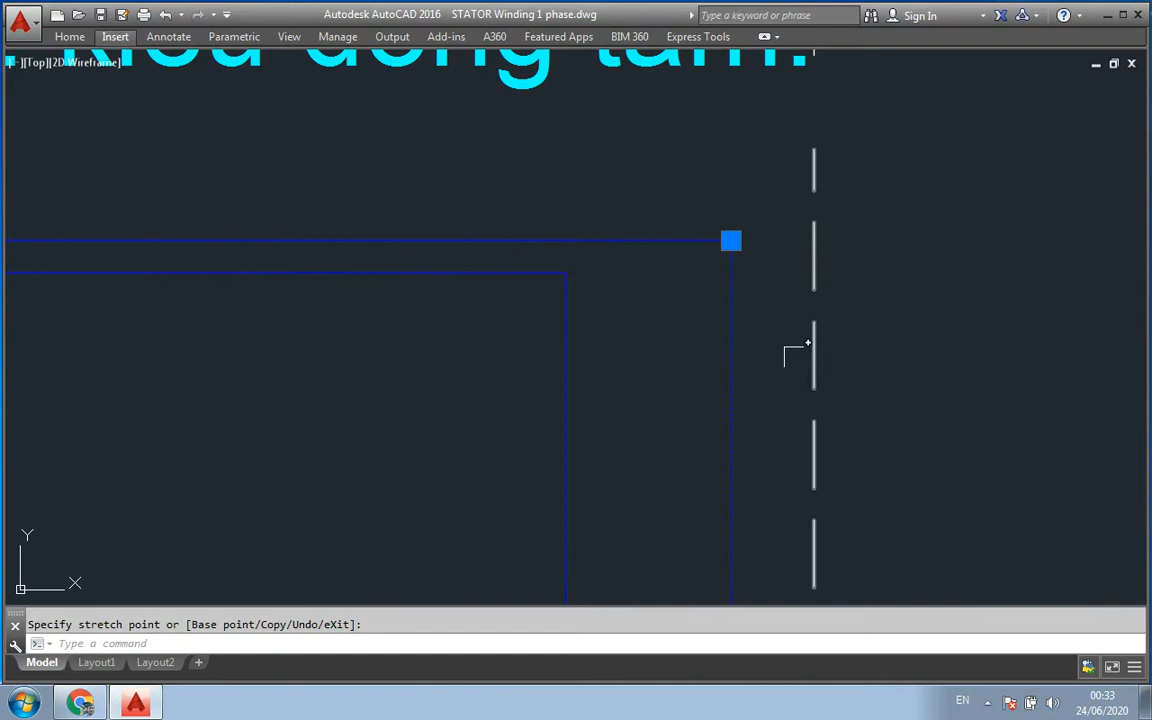 Autodesk AutoCAD 2016 STATOR Winding 1 phase.dwg
Type a keyword or phrase
Sign In
Home Insert Annotate Parametric View Manage Output Add-ins A360 Featured Apps BIM 360 Express Tools
[-][Top][2D Wireframe]
Y
X
Specify stretch point or [Base point/Copy/Undo/eXit]:
Type a command
Model Layout1 Layout2
EN
00:33
24/06/2020